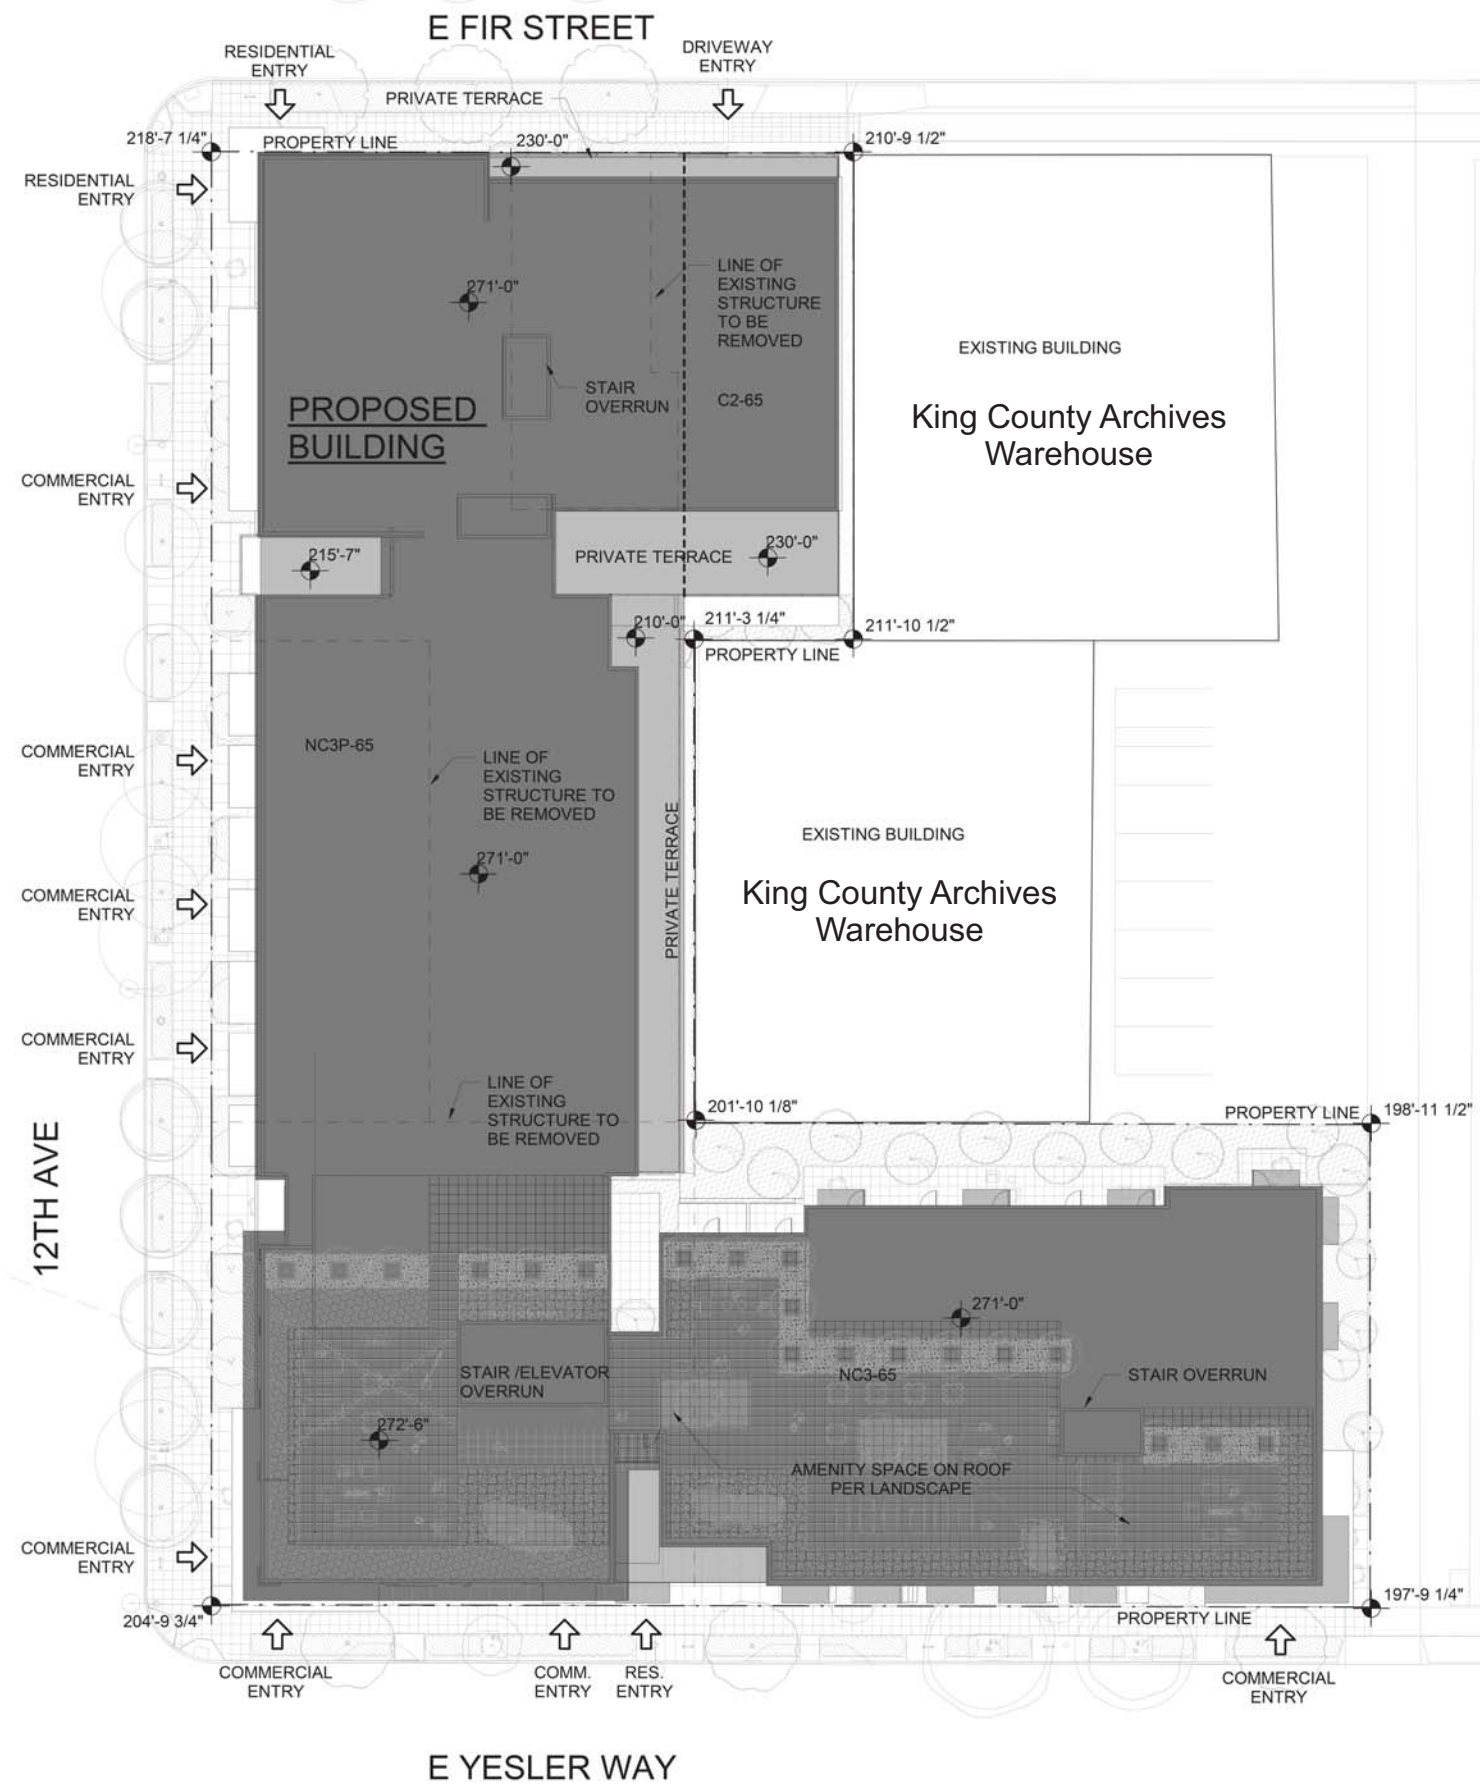 E FIR STREET
RESIDENTIAL
ENTRY
DRIVEWAY
ENTRY
PRIVATE TERRACE
218'-7 1/4"
PROPERTY LINE
230'-0"
210'-9 1/2"
RESIDENTIAL
ENTRY
271'-0"
LINE OF
EXISTING
STRUCTURE
TO BE
REMOVED
EXISTING BUILDING
King County Archives
Warehouse
STAIR
OVERRUN
C2-65
PROPOSED
BUILDING
COMMERCIAL
ENTRY
215'-7"
PRIVATE TERRACE
230'-0"
210'-0"
211'-3 1/4"
211'-10 1/2"
PROPERTY LINE
NC3P-65
COMMERCIAL
ENTRY
LINE OF
EXISTING
STRUCTURE TO
BE REMOVED
PRIVATE TERRACE
EXISTING BUILDING
King County Archives
Warehouse
271'-0"
COMMERCIAL
ENTRY
COMMERCIAL
ENTRY
LINE OF
EXISTING
STRUCTURE TO
BE REMOVED
201'-10 1/8"
PROPERTY LINE
198'-11 1/2"
12TH AVE
271'-0"
STAIR /ELEVATOR
OVERRUN
NC3-65
STAIR OVERRUN
272'-6"
AMENITY SPACE ON ROOF
PER LANDSCAPE
COMMERCIAL
ENTRY
204'-9 3/4"
PROPERTY LINE
197'-9 1/4"
COMMERCIAL
ENTRY
COMM.
ENTRY
RES.
ENTRY
COMMERCIAL
ENTRY
E YESLER WAY